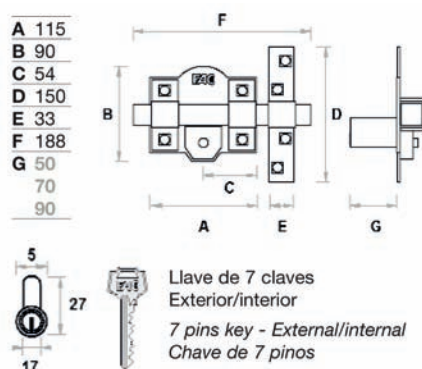 A 115
B 90
C 54
D 150
E 33
F 188
G 50
70
90
F
FAC
B
D
C
A
E
G
5
27
17
FAC
Llave de 7 claves
Exterior/interior
7 pins key - External/internal
Chave de 7 pinos